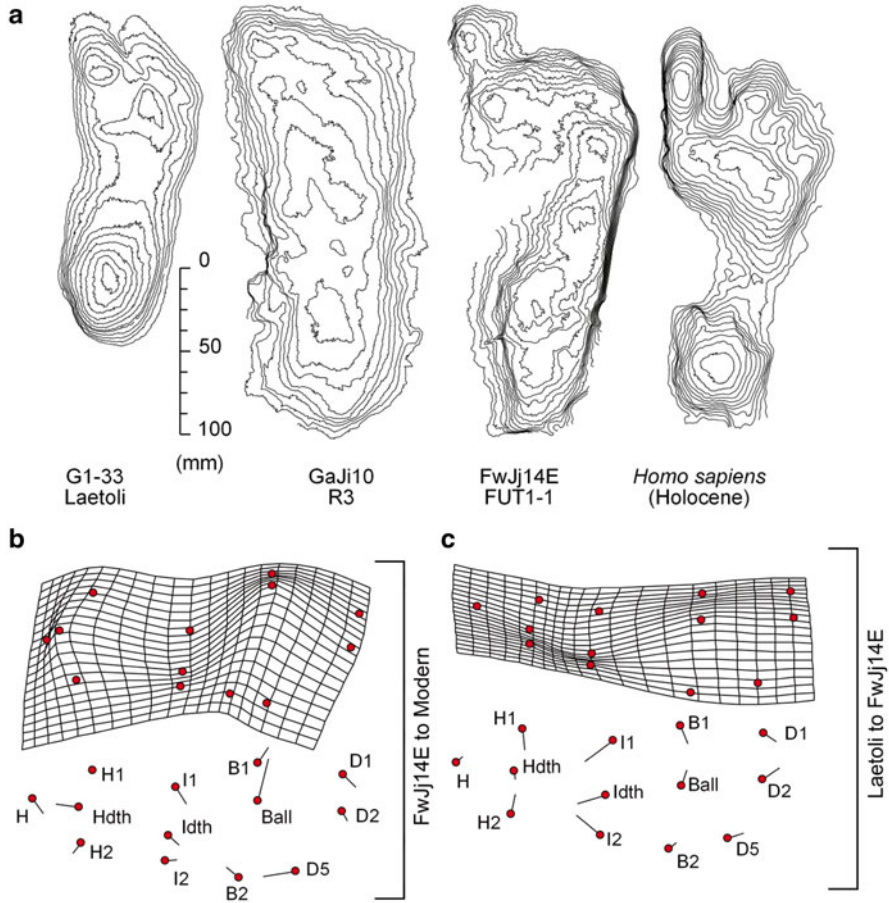 a
0
50
100
(mm)
G1-33
Laetoli
GaJi10
R3
FwJj14E
FUT1-1
Homo sapiens
(Holocene)
b
H
H1
Hdth
H2
I1
Idth
I2
B1
Ball
B2
D1
D2
D5
FwJj14E to Modern
c
H
H1
Hdth
H2
I1
Idth
I2
B1
Ball
B2
D1
D2
D5
Laetoli to FwJj14E